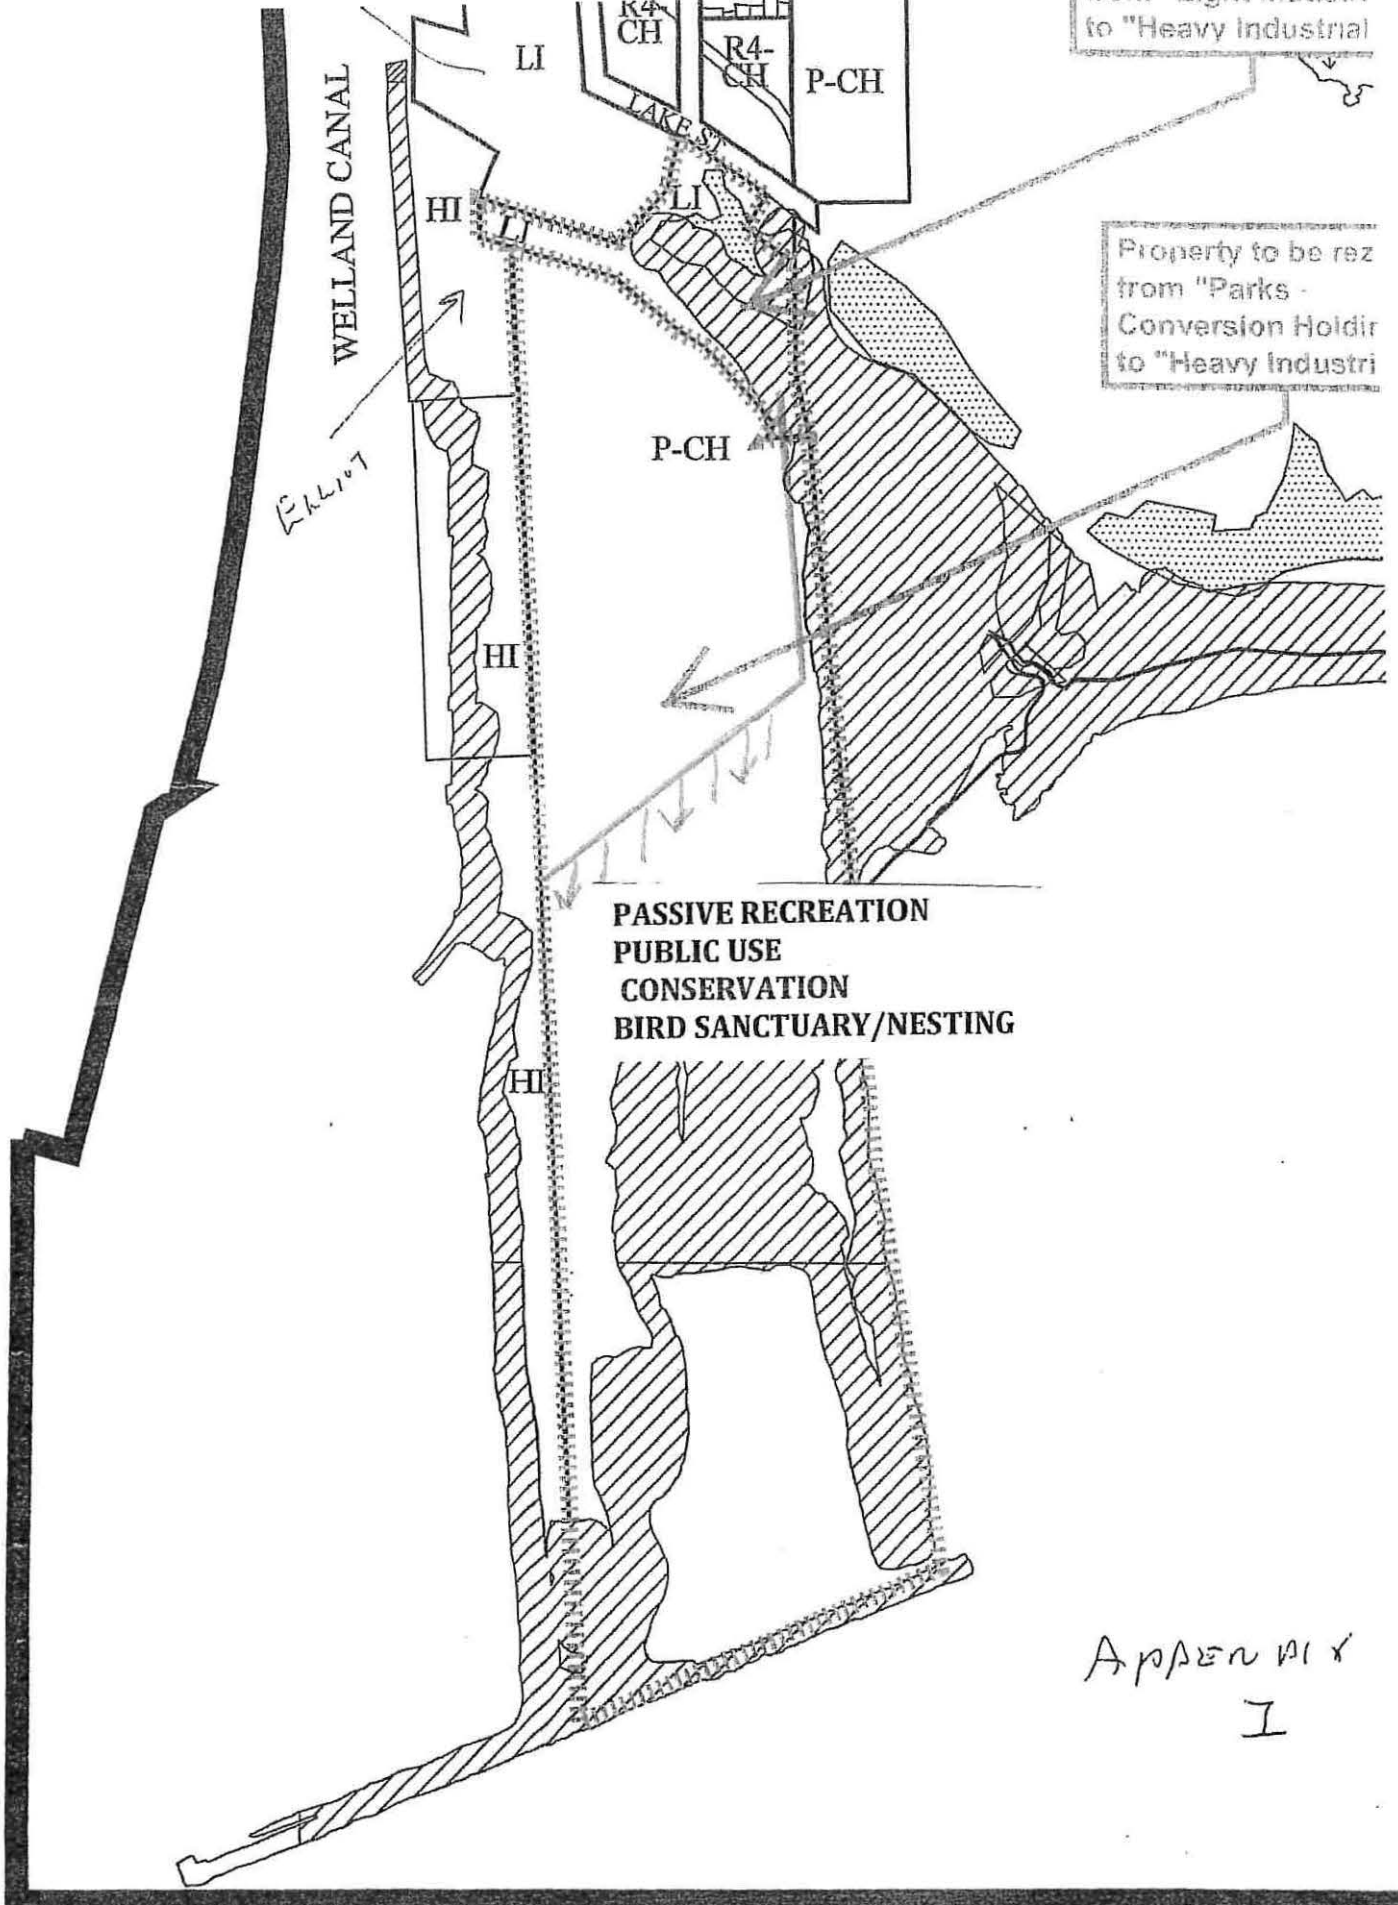 to "Heavy Industrial
R4-
CH
LI
R4-
CH
P-CH
WELLAND CANAL
LAKE ST
HI
LI
LI
Property to be rez
from "Parks -
Conversion Holdin
to "Heavy Industri
P-CH
HI
PASSIVE RECREATION
PUBLIC USE
CONSERVATION
BIRD SANCTUARY/NESTING
HI
APPENDIX
I